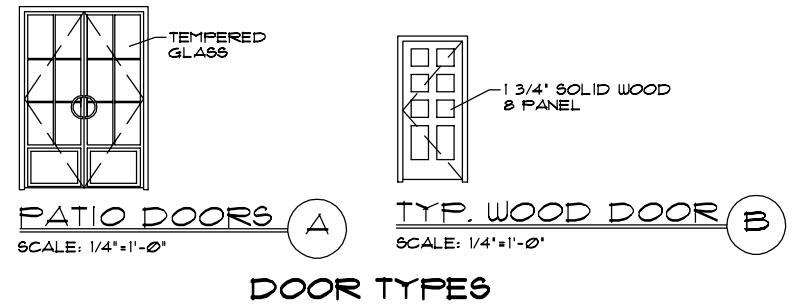 TEMPERED
GLASS
PATIO DOORS
A
SCALE: 1/4"=1'-0"
1 3/4" SOLID WOOD
8 PANEL
TYP. WOOD DOOR
B
SCALE: 1/4"=1'-0"
DOOR TYPES